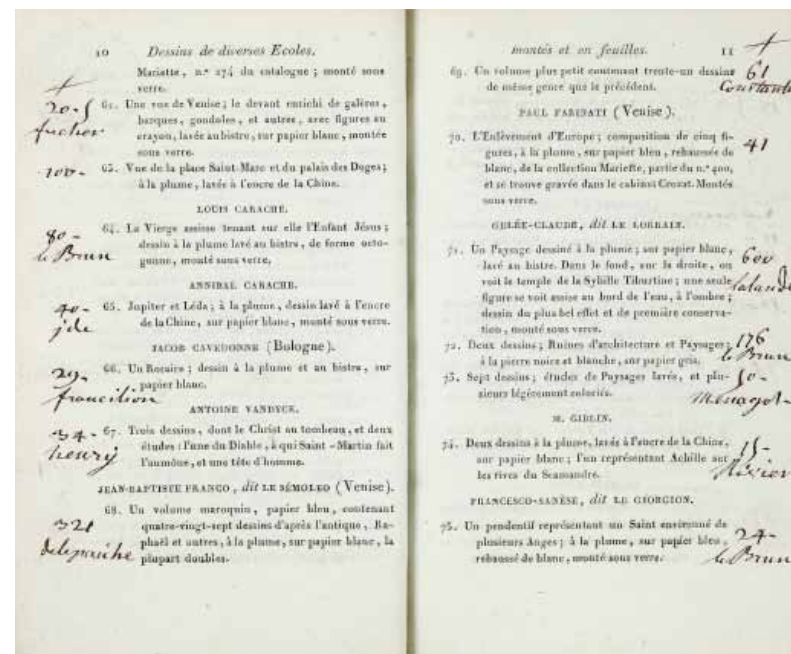 10 Dessins de diverses Ecoles.
Mariette, n.° 274 du catalogue; monté sous
verre.
20-5 62. Une vue de Venise; le devant enrichi de galères,
barques, gondoles, et autres, avec figures au
crayon, lavée au bistre, sur papier blanc, montée
sous verre.
100- 63. Vue de la place Saint-Marc et du palais des Doges;
à la plume, lavée à l'encre de la Chine.
LOUIS CARACHE.
80- 64. La Vierge assise tenant sur elle l'Enfant Jésus;
le Brun dessin à la plume lavé au bistre, de forme octo-
gonne, monté sous verre.
ANNIBAL CARACHE.
40- 65. Jupiter et Léda; à la plume, dessin lavé à l'encre
de la Chine, sur papier blanc, monté sous verre.
JACOB CAVEDONNE (Bologne).
29- 66. Un Rosaire; dessin à la plume et au bistre, sur
papier blanc.
francilion
ANTOINE VANDYCK.
34- 67. Trois dessins, dont le Christ au tombeau, et deux
henry études: l'une du Diable, à qui Saint-Martin fait
l'aumône, et une tête d'homme.
JEAN-BAPTISTE FRANCO, dit LE SÉMOLEO (Venise).
321 68. Un volume maroquin, papier bleu, contenant
quatre-vingt-sept dessins d'après l'antique, Ra-
phaël et autres, à la plume, sur papier blanc, la
plupart doubles.
montés et en feuilles. 11
69. Un volume plus petit contenant trente-un dessins 61
de même genre que le précédent. Constantin
PAUL FARINATI (Venise).
70. L'Enlèvement d'Europe; composition de cinq fi- 41
gures, à la plume, sur papier bleu, rehaussée de
blanc, de la collection Mariette, partie du n.° 400,
et se trouve gravée dans le cabinet Crozat. Montés
sous verre.
GELÉE-CLAUDE, dit LE LORRAIN.
71. Un Paysage dessiné à la plume; sur papier blanc, 600
lavé au bistre. Dans le fond, sur la droite, on
voit le temple de la Sybille Tiburtine; une seule
figure se voit assise au bord de l'eau, à l'ombre;
dessin du plus bel effet et de première conserva-
tion, monté sous verre.
72. Deux dessins; Ruines d'architecture et Paysages; 176
à la pierre noire et blanche, sur papier gris. le Brun
73. Sept dessins; études de Paysages lavés, et plu- 50-
sieurs légèrement coloriés. menagot-
M. GIBLIN.
74. Deux dessins à la plume, lavés à l'encre de la Chine, 15-
sur papier blanc; l'un représentant Achille sur
les rives du Scamandre.
FRANCESCO-SANÈSE, dit LE GIORGION.
75. Un pendentif représentant un Saint environné de
plusieurs Anges; à la plume, sur papier bleu, 24-
rehaussé de blanc, monté sous verre. le Brun